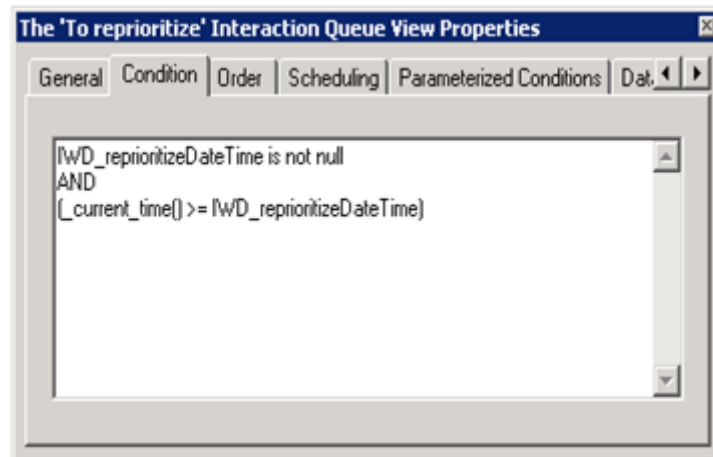 The 'To reprioritize' Interaction Queue View Properties
General Condition Order Scheduling Parameterized Conditions Dat
IWD_reprioritizeDateTime is not null
AND
(_current_time() >= IWD_reprioritizeDateTime)